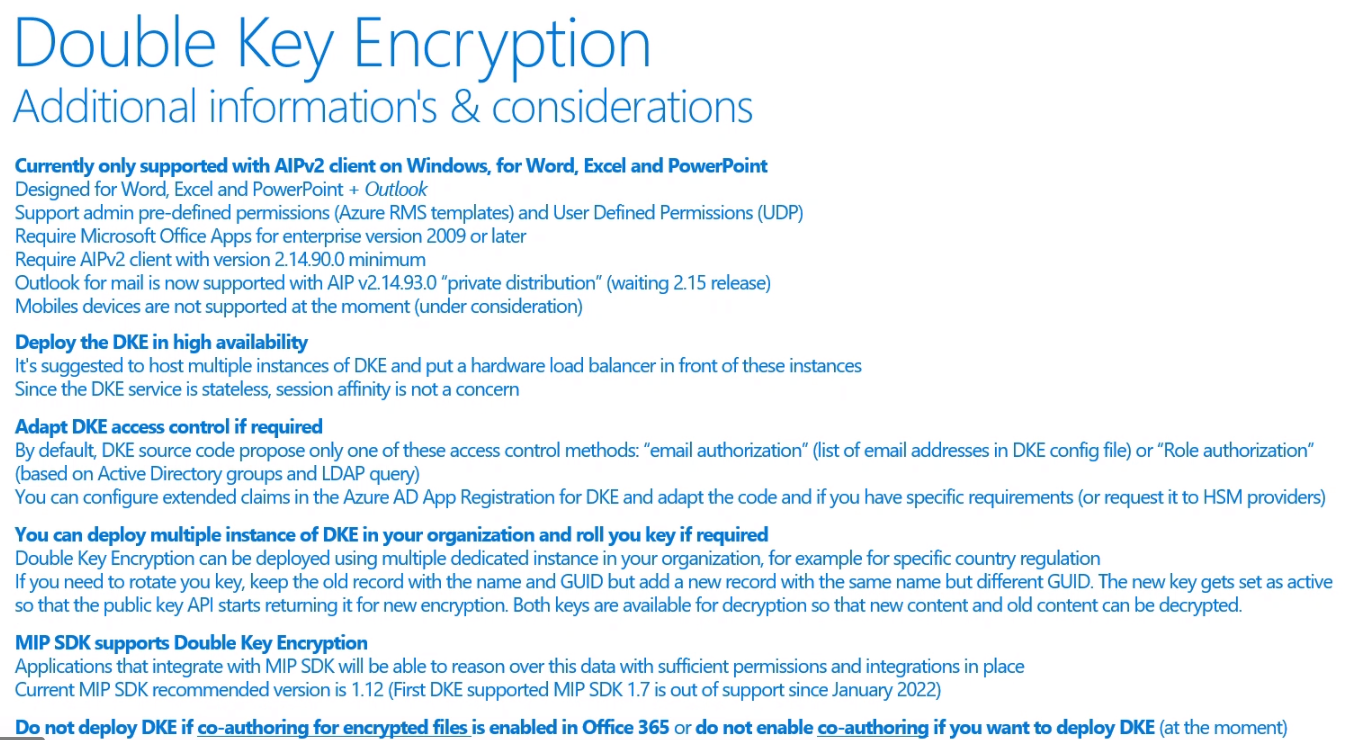 Double Key Encryption
Additional information's & considerations
Currently only supported with AIPv2 client on Windows, for Word, Excel and PowerPoint
Designed for Word, Excel and PowerPoint + Outlook
Support admin pre-defined permissions (Azure RMS templates) and User Defined Permissions (UDP)
Require Microsoft Office Apps for enterprise version 2009 or later
Require AIPv2 client with version 2.14.90.0 minimum
Outlook for mail is now supported with AIP v2.14.93.0 “private distribution” (waiting 2.15 release)
Mobiles devices are not supported at the moment (under consideration)
Deploy the DKE in high availability
It's suggested to host multiple instances of DKE and put a hardware load balancer in front of these instances
Since the DKE service is stateless, session affinity is not a concern
Adapt DKE access control if required
By default, DKE source code propose only one of these access control methods: “email authorization” (list of email addresses in DKE config file) or “Role authorization”
(based on Active Directory groups and LDAP query)
You can configure extended claims in the Azure AD App Registration for DKE and adapt the code and if you have specific requirements (or request it to HSM providers)
You can deploy multiple instance of DKE in your organization and roll you key if required
Double Key Encryption can be deployed using multiple dedicated instance in your organization, for example for specific country regulation
If you need to rotate you key, keep the old record with the name and GUID but add a new record with the same name but different GUID. The new key gets set as active
so that the public key API starts returning it for new encryption. Both keys are available for decryption so that new content and old content can be decrypted.
MIP SDK supports Double Key Encryption
Applications that integrate with MIP SDK will be able to reason over this data with sufficient permissions and integrations in place
Current MIP SDK recommended version is 1.12 (First DKE supported MIP SDK 1.7 is out of support since January 2022)
Do not deploy DKE if co-authoring for encrypted files is enabled in Office 365 or do not enable co-authoring if you want to deploy DKE (at the moment)